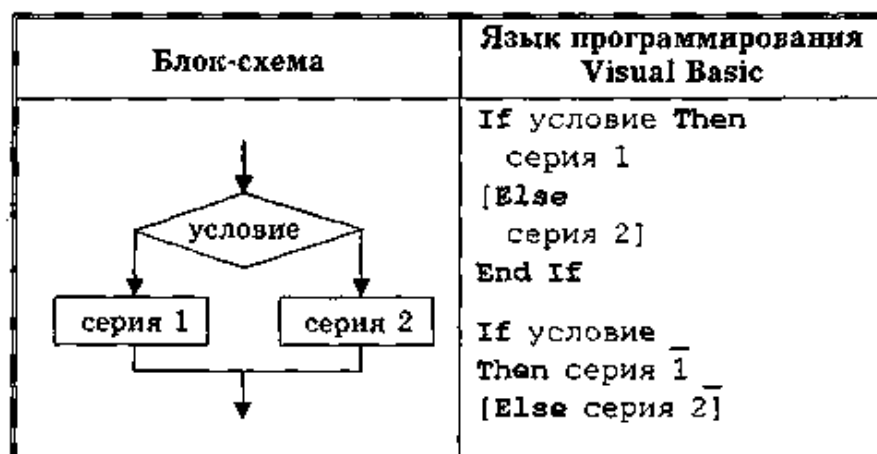 Блок-схема
Язык программирования
Visual Basic
условие
серия 1
серия 2
If условие Then
серия 1
[Else
серия 2]
End If
If условие _
Then серия 1 _
[Else серия 2]